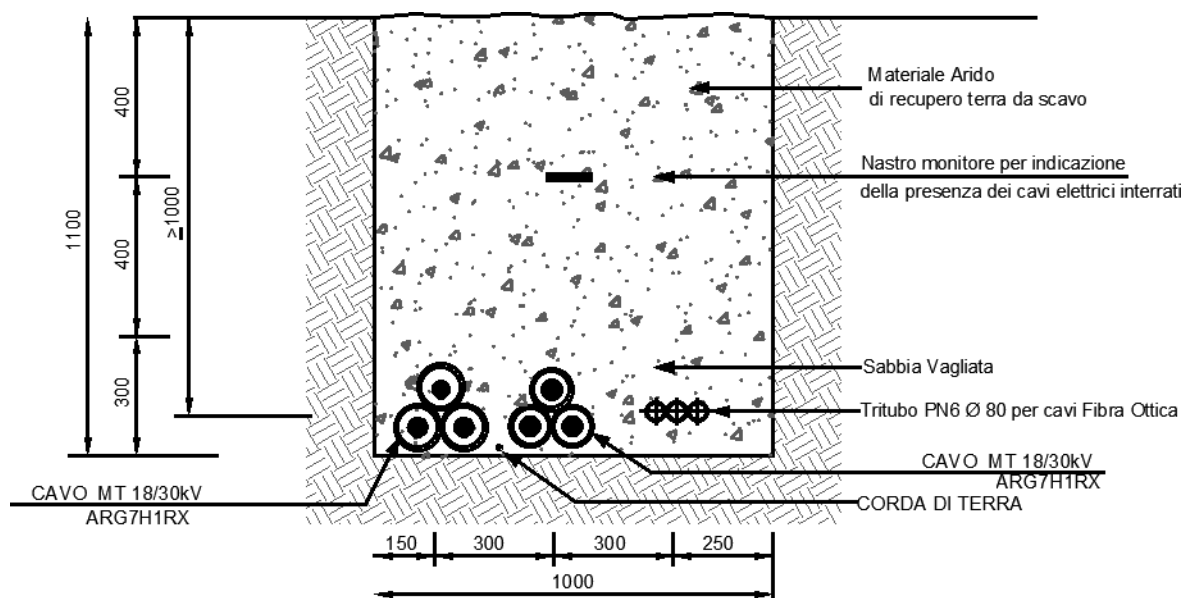 Materiale Arido
di recupero terra da scavo
Nastro monitore per indicazione
della presenza dei cavi elettrici interrati
400
≥1000
1100
400
300
Sabbia Vagliata
Tritubo PN6 Ø 80 per cavi Fibra Ottica
CAVO MT 18/30kV
ARG7H1RX
CAVO MT 18/30kV
ARG7H1RX
CORDA DI TERRA
150
300
300
250
1000